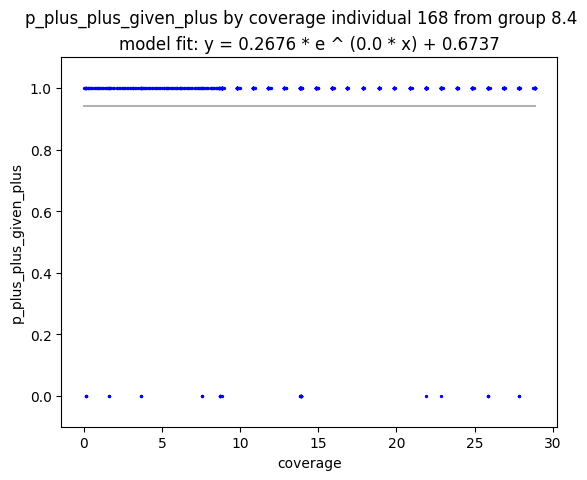 p_plus_plus_given_plus by coverage individual 168 from group 8.4
model fit: y = 0.2676 * e ^ (0.0 * x) + 0.6737
1.0
0.8
0.6
0.4
0.2
0.0
p_plus_plus_given_plus
0 5 10 15 20 25 30
coverage